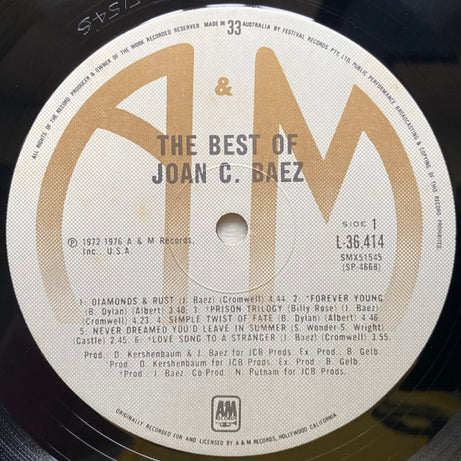 ALL RIGHTS OF THE RECORD PRODUCER & OWNER OF THE WORK RECORDED RESERVED MADE IN 33 AUSTRALIA BY FESTIVAL RECORDS PTY. LTD. PUBLIC PERFORMANCE BROADCASTING & COPYING OF THIS RECORD PROHIBITED.
A & M
THE BEST OF
JOAN C. BAEZ
SIDE 1
Ⓟ 1972-1976 A & M Records,
Inc., U.S.A.
L-36,414
SMX51545
(SP-4668)
1- DIAMONDS & RUST (J. Baez) (Cromwell) 4.44. 2- °FOREVER YOUNG
(B. Dylan) (Albert) 3.40. 3- °PRISON TRILOGY (Billy Rose) (J. Baez)
(Cromwell) 4.23. 4- SIMPLE TWIST OF FATE (B. Dylan) (Albert) 4.46
5- NEVER DREAMED YOU'D LEAVE IN SUMMER (S. Wonder-S. Wright)
(Castle) 2.45. 6- °LOVE SONG TO A STRANGER (J. Baez) (Cromwell) 3.55.
Prod. D. Kershenbaum & J. Baez for JCB Prods. Ex. Prod. B. Gelb.
Prod. D. Kershenbaum for JCB Prods. Ex. Prod. B. Gelb.
°Prod. J. Baez Co-Prod. N. Putnam for JCB Prods.
AM
RECORDS
ORIGINALLY RECORDED FOR AND LICENSED BY A & M RECORDS, HOLLYWOOD CALIFORNIA.